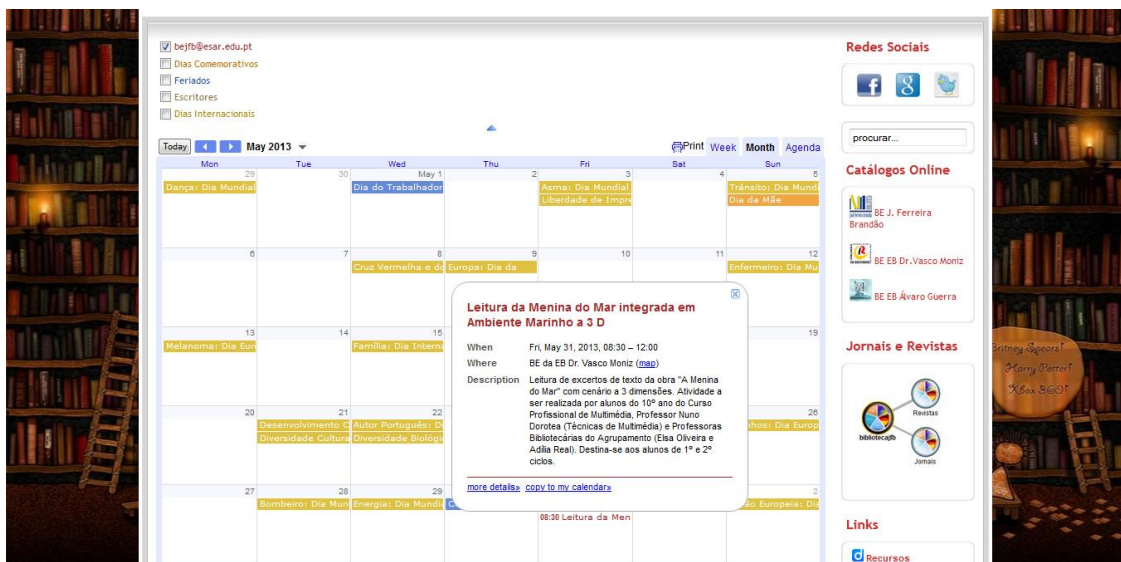 bejfb@esar.edu.pt
Dias Comemorativos
Feriados
Escritores
Dias Internacionais
Today May 2013 Print Week Month Agenda
Mon Tue Wed Thu Fri Sat Sun
29 30 May 1 2 3 4 5
Dança: Dia Mundial Dia do Trabalhador Asma: Dia Mundial Trânsito: Dia Mundi
Liberdade de Impre Dia da Mãe
6 7 8 9 10 11 12
Cruz Vermelha e do Europa: Dia da Enfermeiro: Dia Mu
13 14 15 19
Melanoma: Dia Eur Família: Dia Interna
20 21 22 26
Desenvolvimento C Autor Português: D nhos: Dia Europ
Diversidade Cultura Diversidade Biológi
27 28 29 2
Bombeiro: Dia Mun Energia: Dia Mundi C ão Europeia: Dia
08:30 Leitura da Men
Leitura da Menina do Mar integrada em
Ambiente Marinho a 3 D
When Fri, May 31, 2013, 08:30 – 12:00
Where BE da EB Dr. Vasco Moniz (map)
Description Leitura de excertos de texto da obra "A Menina
do Mar" com cenário a 3 dimensões. Atividade a
ser realizada por alunos do 10º ano do Curso
Profissional de Multimédia, Professor Nuno
Dorotea (Técnicas de Multimédia) e Professoras
Bibliotecárias do Agrupamento (Elsa Oliveira e
Adília Real). Destina-se aos alunos de 1º e 2º
ciclos.
more details» copy to my calendar»
Redes Sociais
f 8
procurar...
Catálogos Online
BE J. Ferreira
Brandão
BE EB Dr.Vasco Moniz
BE EB Álvaro Guerra
Jornais e Revistas
Revistas
bibliotecajfb
Jornais
Links
d Recursos
Britney Spears!
Harry Potter!
Xbox 360!